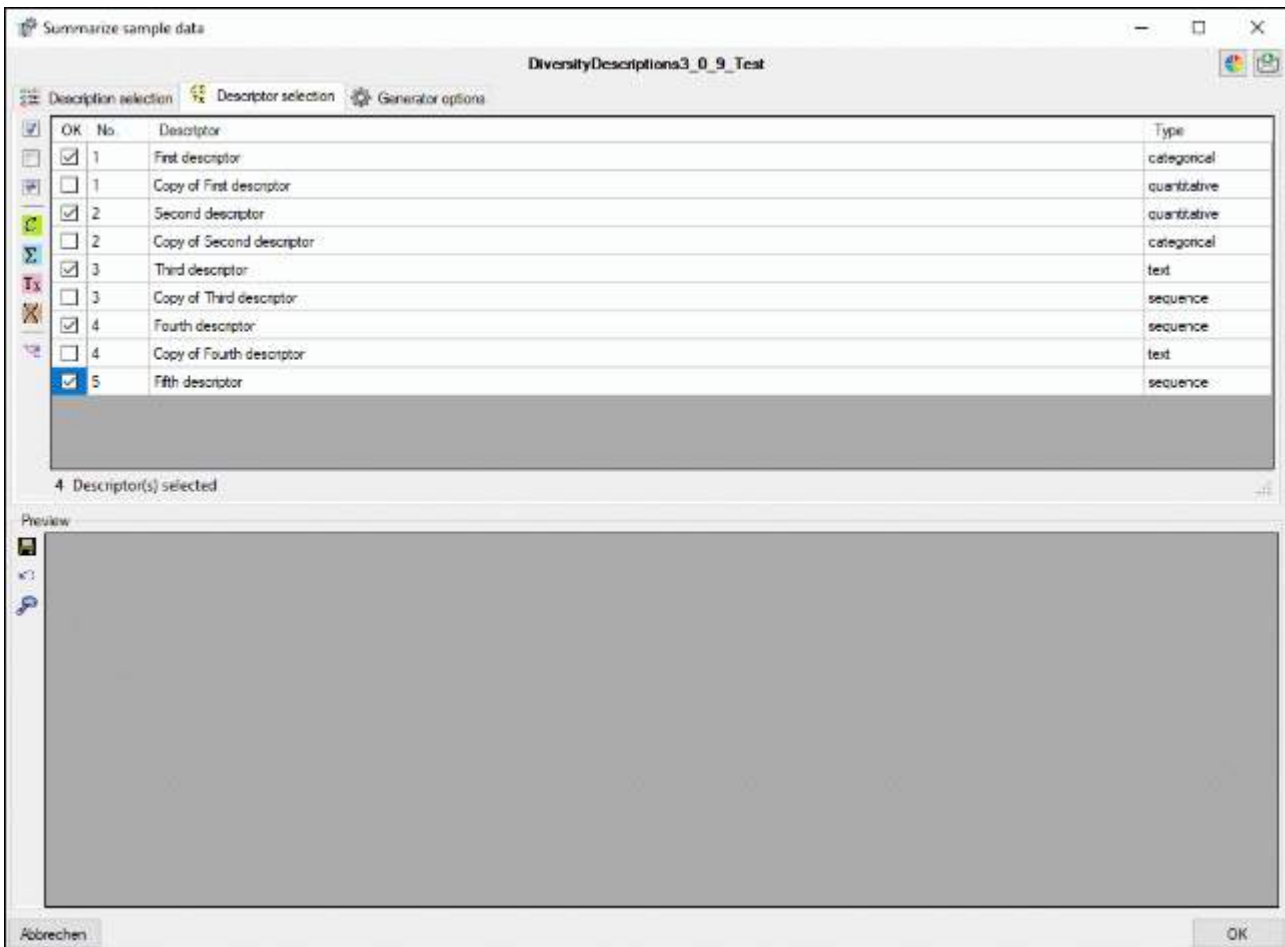 Summarize sample data
DiversityDescriptions3_0_9_Test
Description selection Descriptor selection Generator options
OK No. Descriptor Type
1 First descriptor categorical
1 Copy of First descriptor quantitative
2 Second descriptor quantitative
2 Copy of Second descriptor categorical
3 Third descriptor text
3 Copy of Third descriptor sequence
4 Fourth descriptor sequence
4 Copy of Fourth descriptor text
5 Fifth descriptor sequence
4 Descriptor(s) selected
Preview
Abbrechen OK